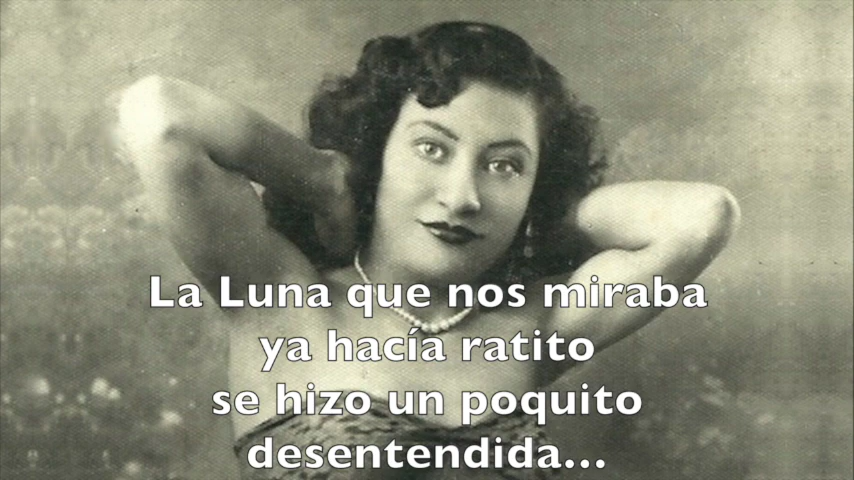 La Luna que nos miraba
ya hacía ratito
se hizo un poquito
desentendida...